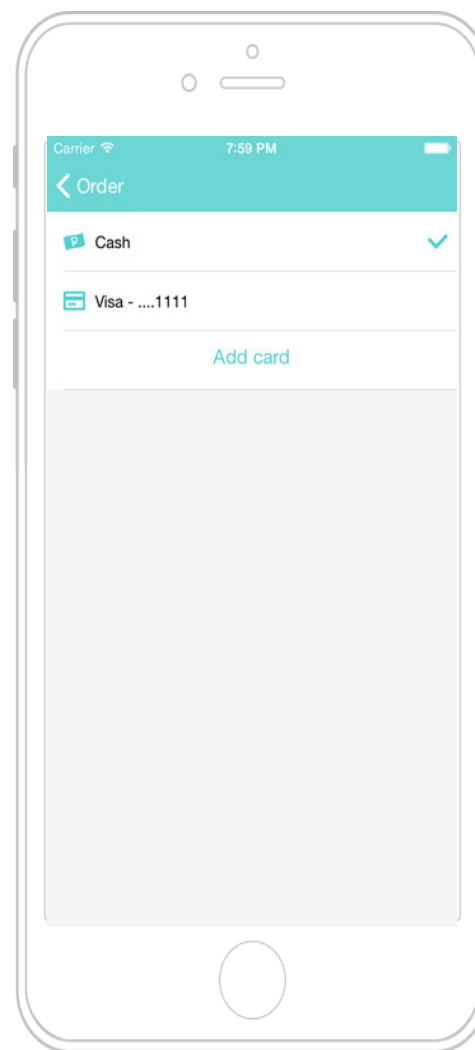 Carrier
7:59 PM
Order
Cash
Visa - ....1111
Add card